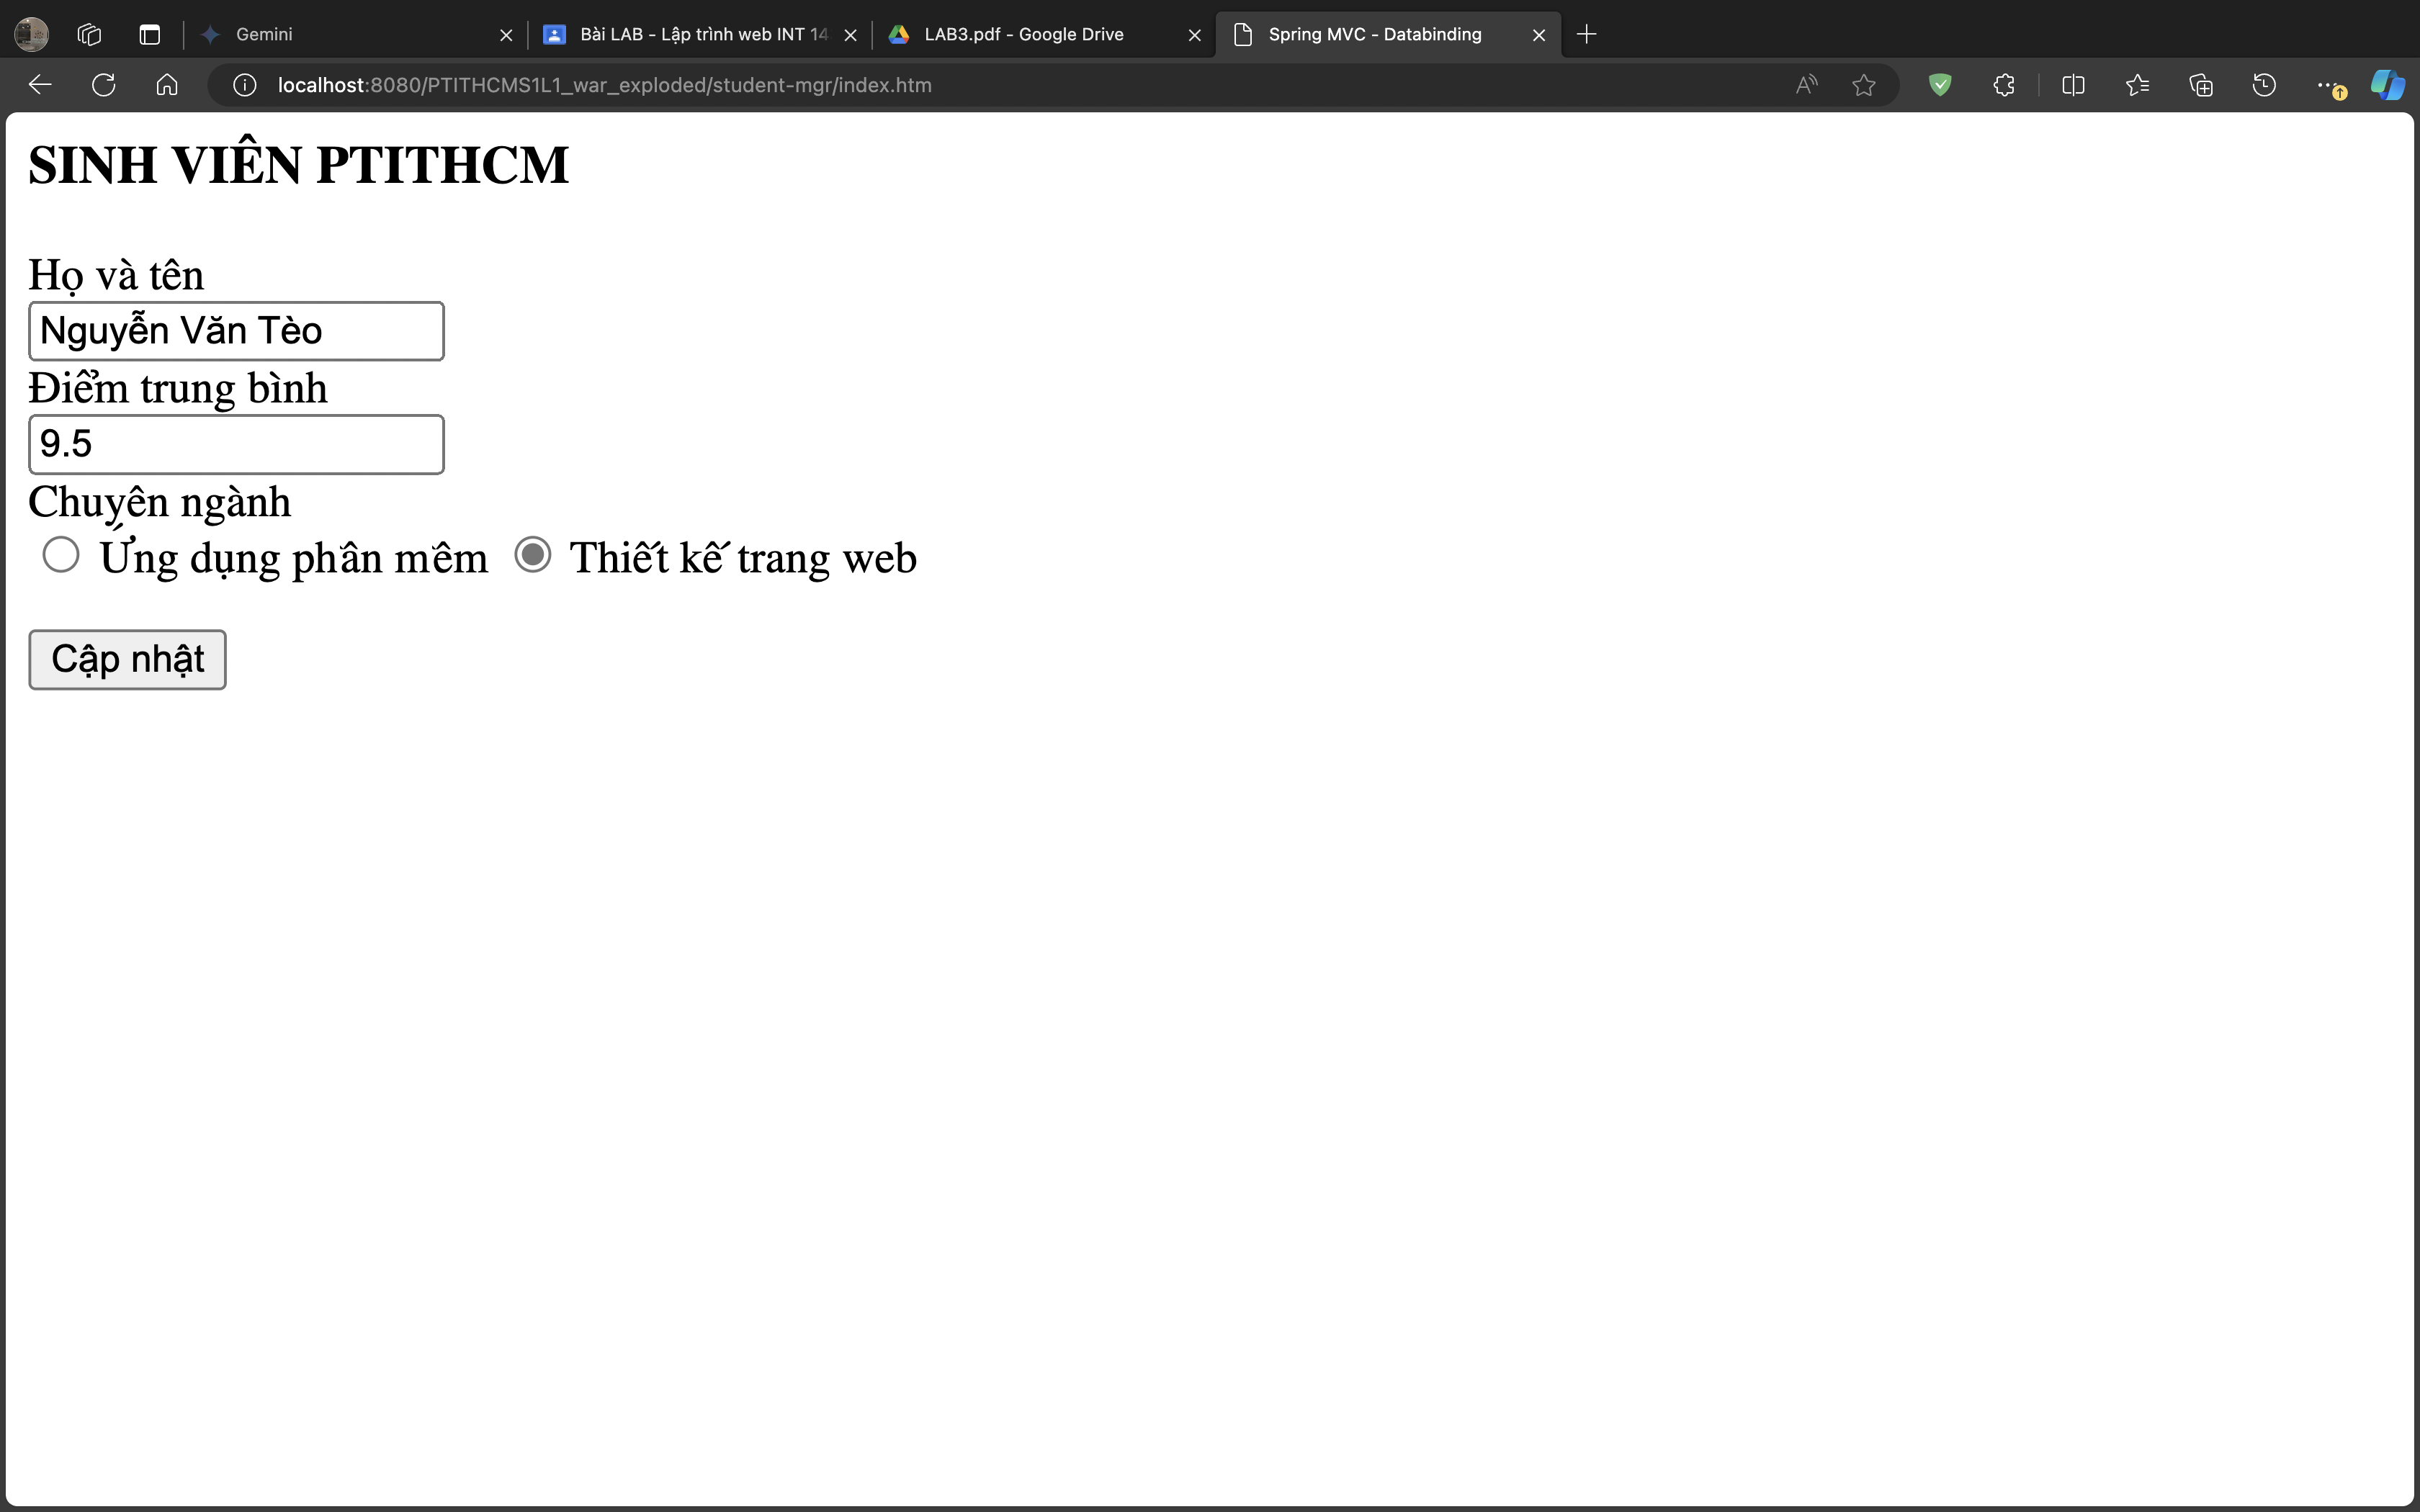 Gemini
Bài LAB - Lập trình web INT 14
LAB3.pdf - Google Drive
Spring MVC - Databinding
localhost:8080/PTITHCMS1L1_war_exploded/student-mgr/index.htm
SINH VIÊN PTITHCM
Họ và tên
Nguyễn Văn Tèo
Điểm trung bình
9.5
Chuyên ngành
Ứng dụng phần mềm Thiết kế trang web
Cập nhật